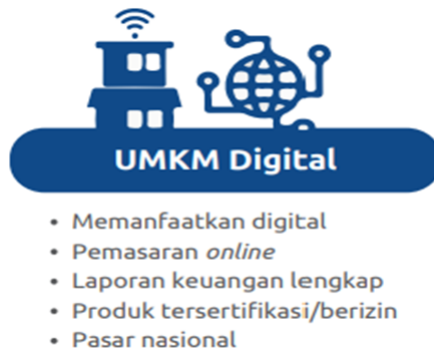 UMKM Digital
• Memanfaatkan digital
• Pemasaran online
• Laporan keuangan lengkap
• Produk tersertifikasi/berizin
• Pasar nasional